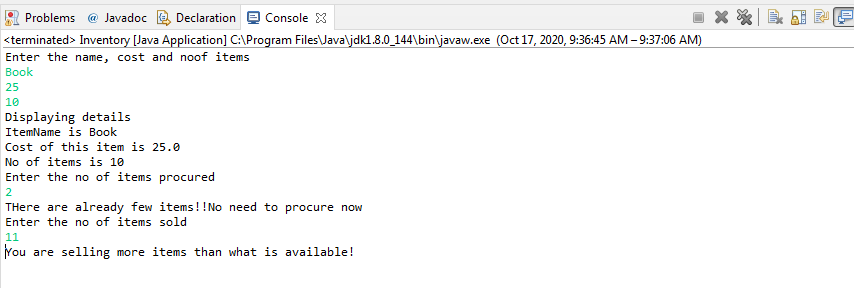 Problems @ Javadoc Declaration Console
<terminated> Inventory [Java Application] C:\Program Files\Java\jdk1.8.0_144\bin\javaw.exe (Oct 17, 2020, 9:36:45 AM – 9:37:06 AM)
Enter the name, cost and noof items
Book
25
10
Displaying details
ItemName is Book
Cost of this item is 25.0
No of items is 10
Enter the no of items procured
2
THere are already few items!!No need to procure now
Enter the no of items sold
11
You are selling more items than what is available!